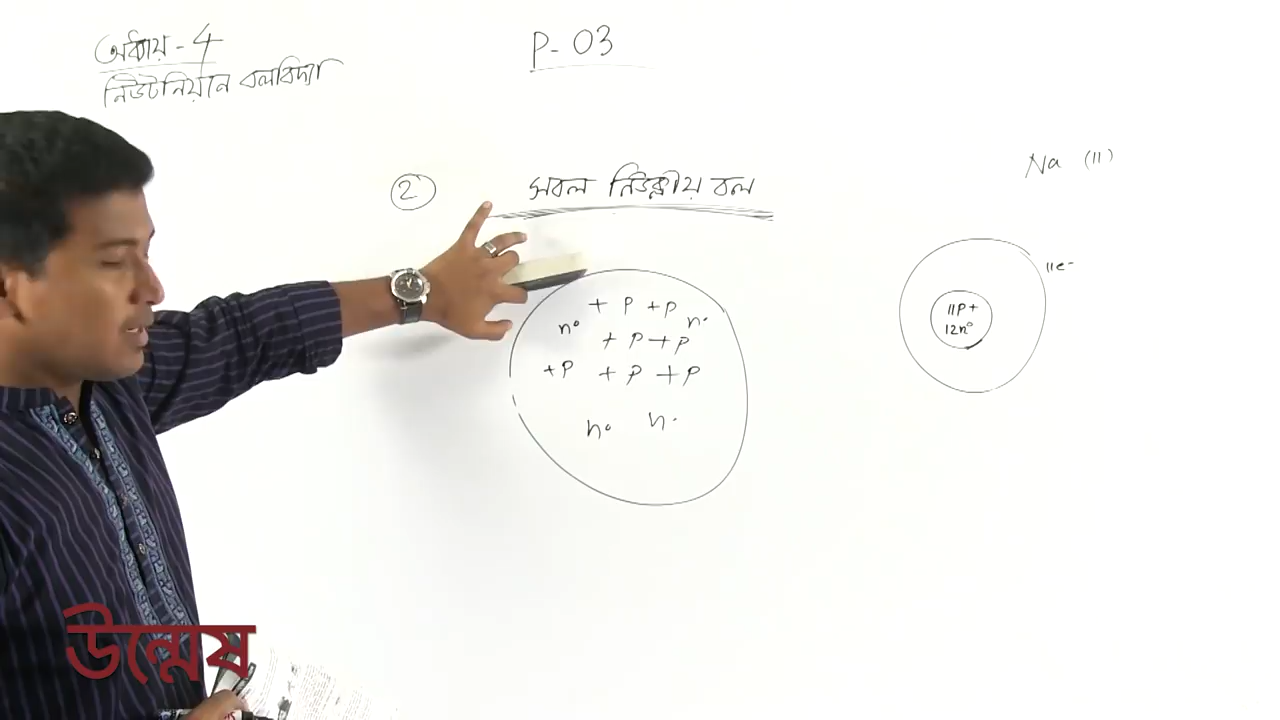 অধ্যায় - 4
নিউটনিয়ান বলবিদ্যা
P- 03
Na (11)
2 সবল নিউক্লীয় বল
11e-
+ P + P
n° n°
+ P + P
+P + P + P
n° n°
11P+
12n°
উন্মেষ